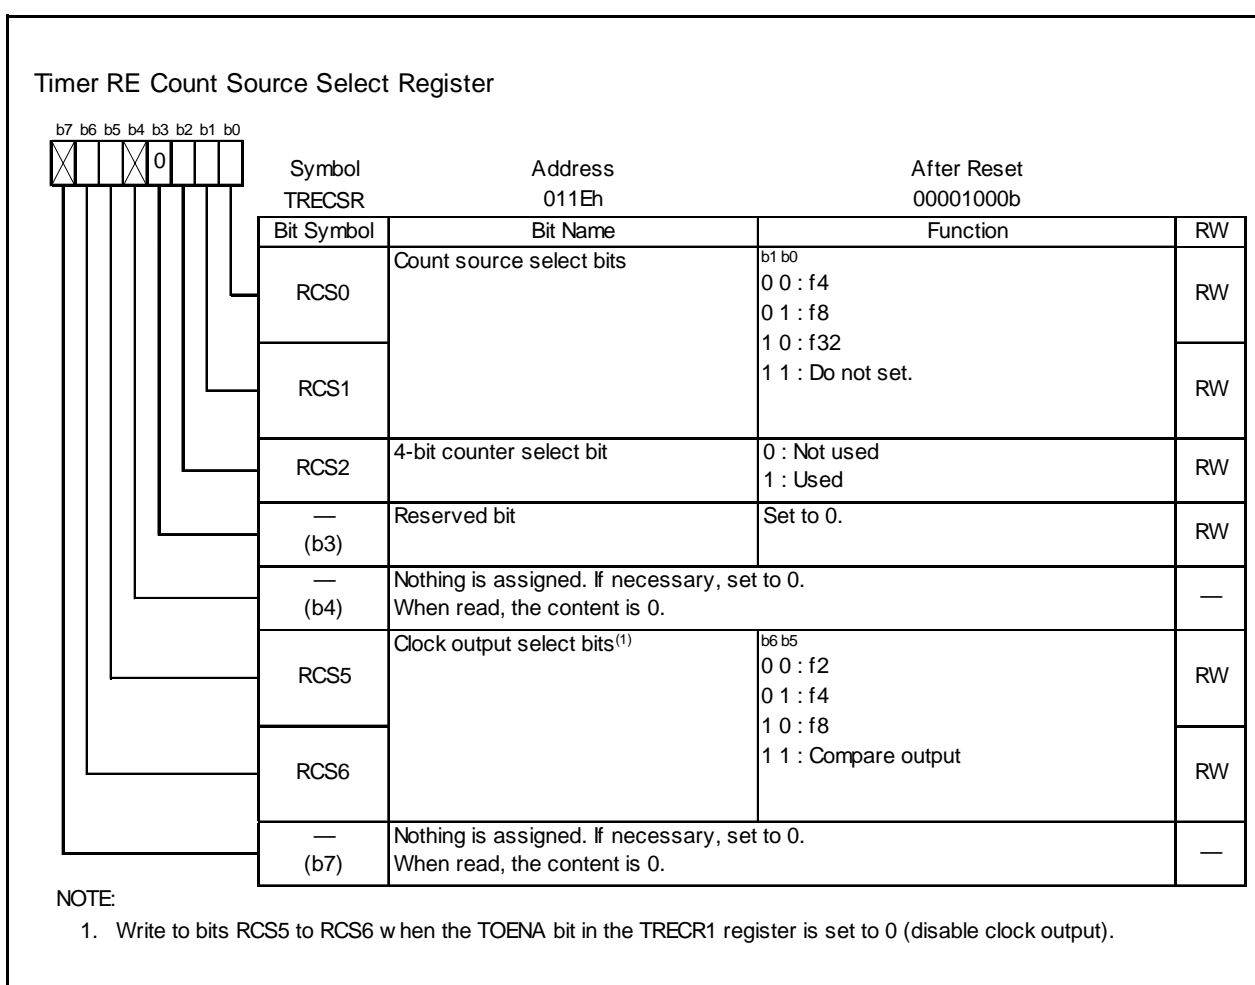 Timer RE Count Source Select Register
b7 b6 b5 b4 b3 b2 b1 b0
0
Symbol Address After Reset
TRECSR 011Eh 00001000b
Bit Symbol Bit Name Function RW
RCS0 Count source select bits b1 b0 RW
0 0 : f4
0 1 : f8
1 0 : f32
RCS1 1 1 : Do not set. RW
RCS2 4-bit counter select bit 0 : Not used RW
1 : Used
— Reserved bit Set to 0. RW
(b3)
— Nothing is assigned. If necessary, set to 0. —
(b4) When read, the content is 0.
RCS5 Clock output select bits(1) b6 b5 RW
0 0 : f2
0 1 : f4
1 0 : f8
RCS6 1 1 : Compare output RW
— Nothing is assigned. If necessary, set to 0. —
(b7) When read, the content is 0.
NOTE:
1. Write to bits RCS5 to RCS6 when the TOENA bit in the TRECR1 register is set to 0 (disable clock output).